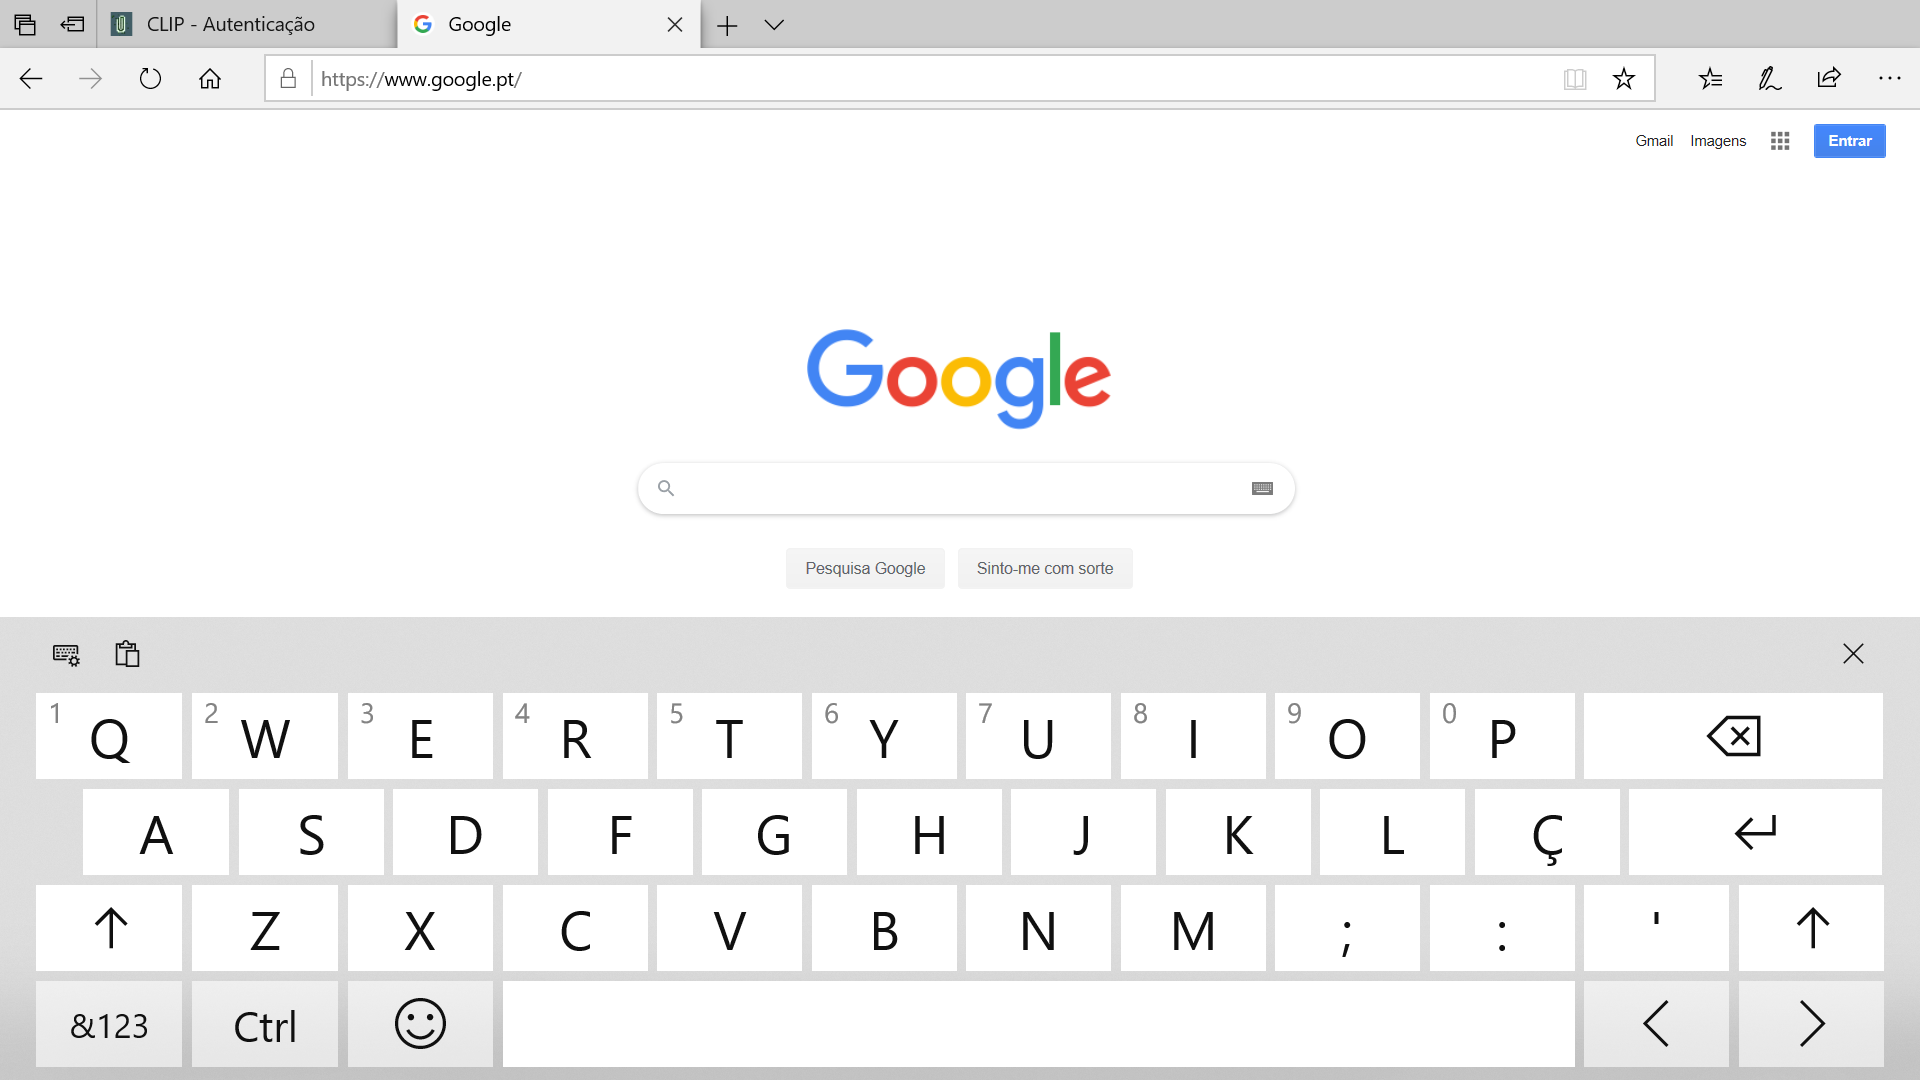 CLIP - Autenticação
Google
https://www.google.pt/
Gmail Imagens Entrar
Google
Pesquisa Google Sinto-me com sorte
1 Q 2 W 3 E 4 R 5 T 6 Y 7 U 8 I 9 O 0 P
A S D F G H J K L Ç
Z X C V B N M ; : '
&123 Ctrl